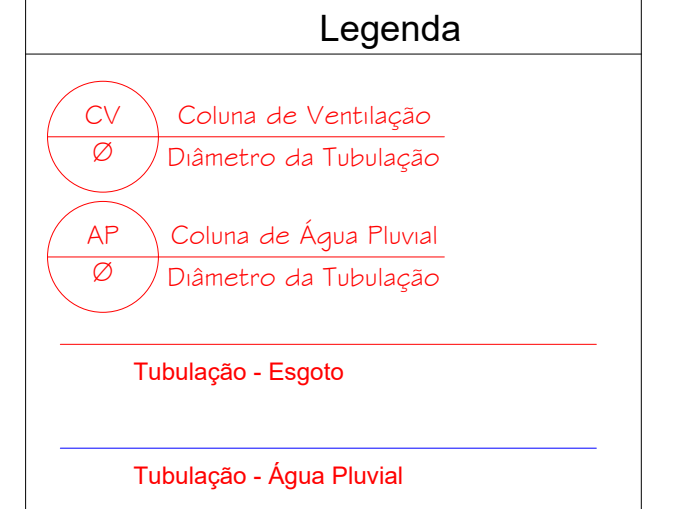 Legenda
CV Coluna de Ventilação
Ø Diâmetro da Tubulação
AP Coluna de Água Pluvial
Ø Diâmetro da Tubulação
Tubulação - Esgoto
Tubulação - Água Pluvial